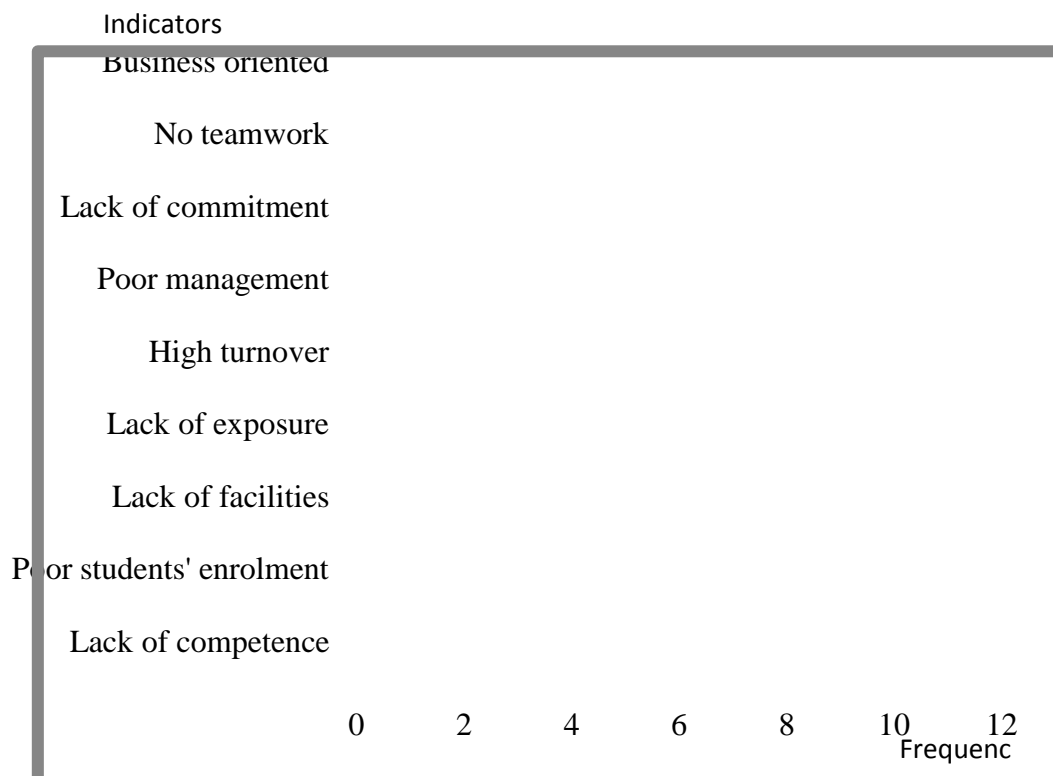 Indicators
Business oriented
No teamwork
Lack of commitment
Poor management
High turnover
Lack of exposure
Lack of facilities
Poor students' enrolment
Lack of competence
0 2 4 6 8 10 12
Frequenc